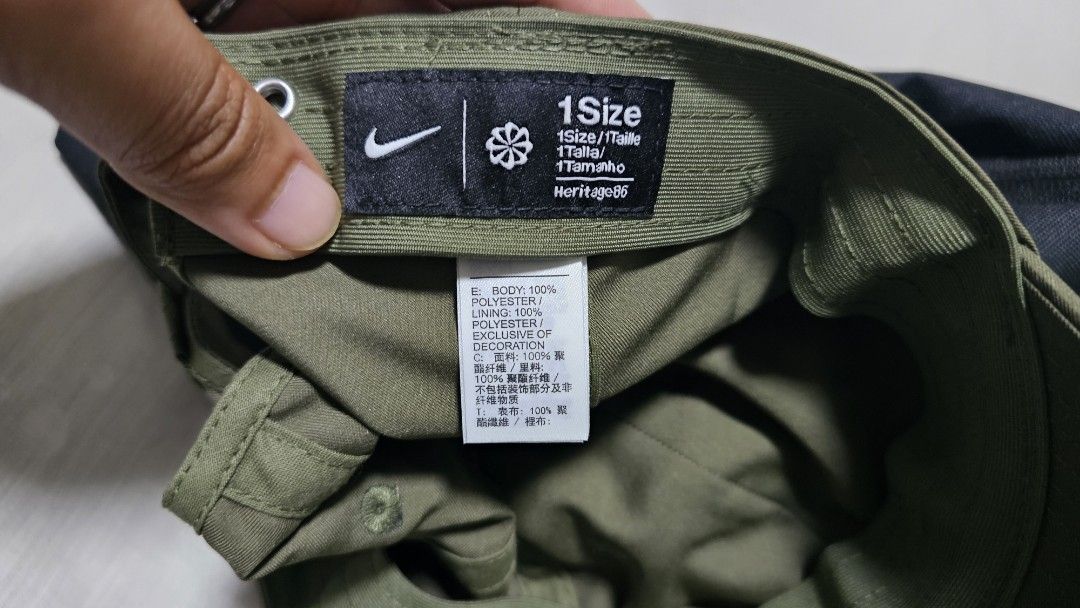 1Size
1Size/1Taille
1Talla/
1Tamanho
Heritage86
E: BODY: 100%
POLYESTER /
LINING: 100%
POLYESTER /
EXCLUSIVE OF
DECORATION
C: 面料: 100% 聚
酯纤维 / 里料:
100% 聚酯纤维 /
不包括装饰部分及非
纤维物质
T: 表布: 100% 聚
酯纖維 / 裡布: